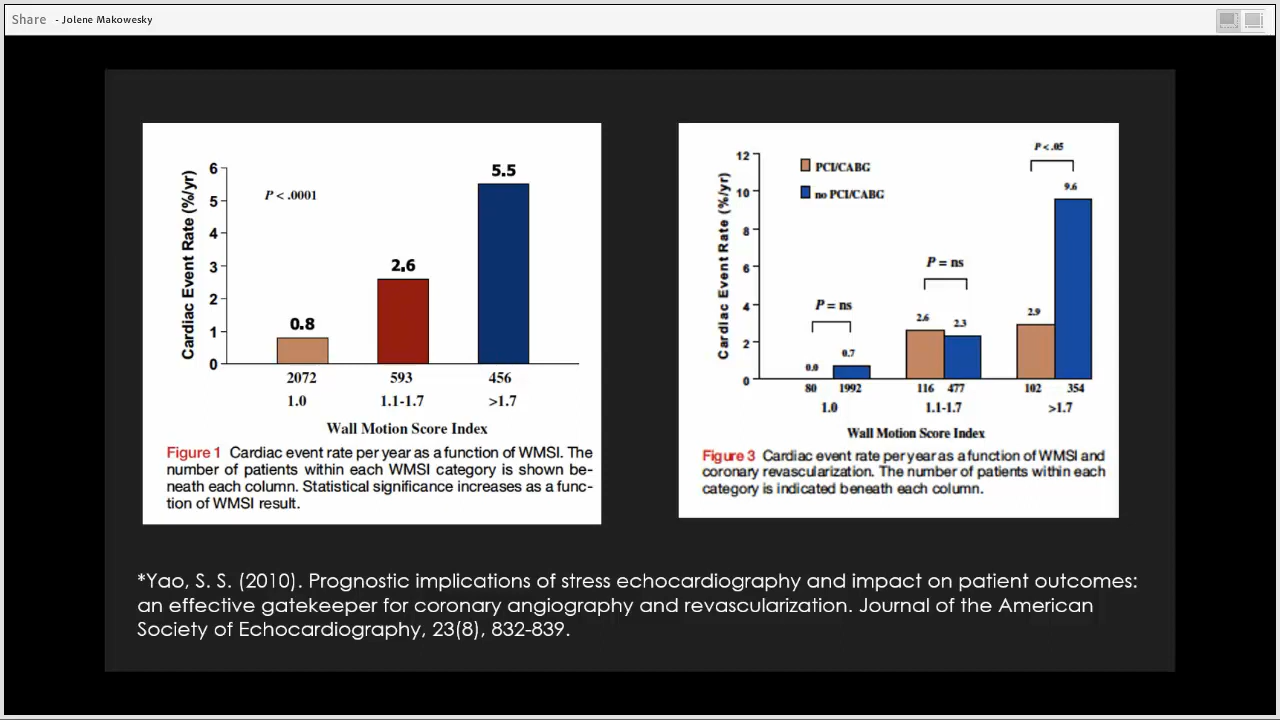 Share - Jolene Makowesky
6
5
4
3
2
1
0
Cardiac Event Rate (%/yr)
P < .0001
0.8
2.6
5.5
2072 593 456
1.0 1.1-1.7 >1.7
Wall Motion Score Index
Figure 1 Cardiac event rate per year as a function of WMSI. The
number of patients within each WMSI category is shown be-
neath each column. Statistical significance increases as a func-
tion of WMSI result.
12
10
8
6
4
2
0
Cardiac Event Rate (%/yr)
PCI/CABG
no PCI/CABG
P = ns
P = ns
P < .05
0.0 0.7
2.6 2.3
2.9 9.6
80 1992 116 477 102 354
1.0 1.1-1.7 >1.7
Wall Motion Score Index
Figure 3 Cardiac event rate per year as a function of WMSI and
coronary revascularization. The number of patients within each
category is indicated beneath each column.
*Yao, S. S. (2010). Prognostic implications of stress echocardiography and impact on patient outcomes:
an effective gatekeeper for coronary angiography and revascularization. Journal of the American
Society of Echocardiography, 23(8), 832-839.